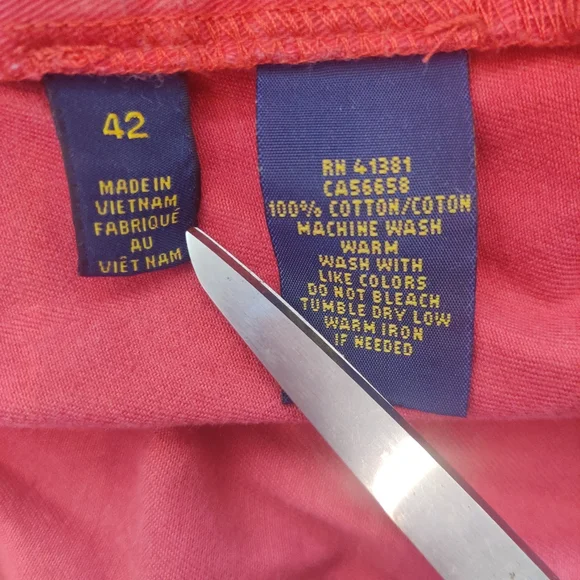 42
MADE IN
VIETNAM
FABRIQUÉ
AU
VIÊT NAM
RN 41381
CA56658
100% COTTON/COTON
MACHINE WASH
WARM
WASH WITH
LIKE COLORS
DO NOT BLEACH
TUMBLE DRY LOW
WARM IRON
IF NEEDED